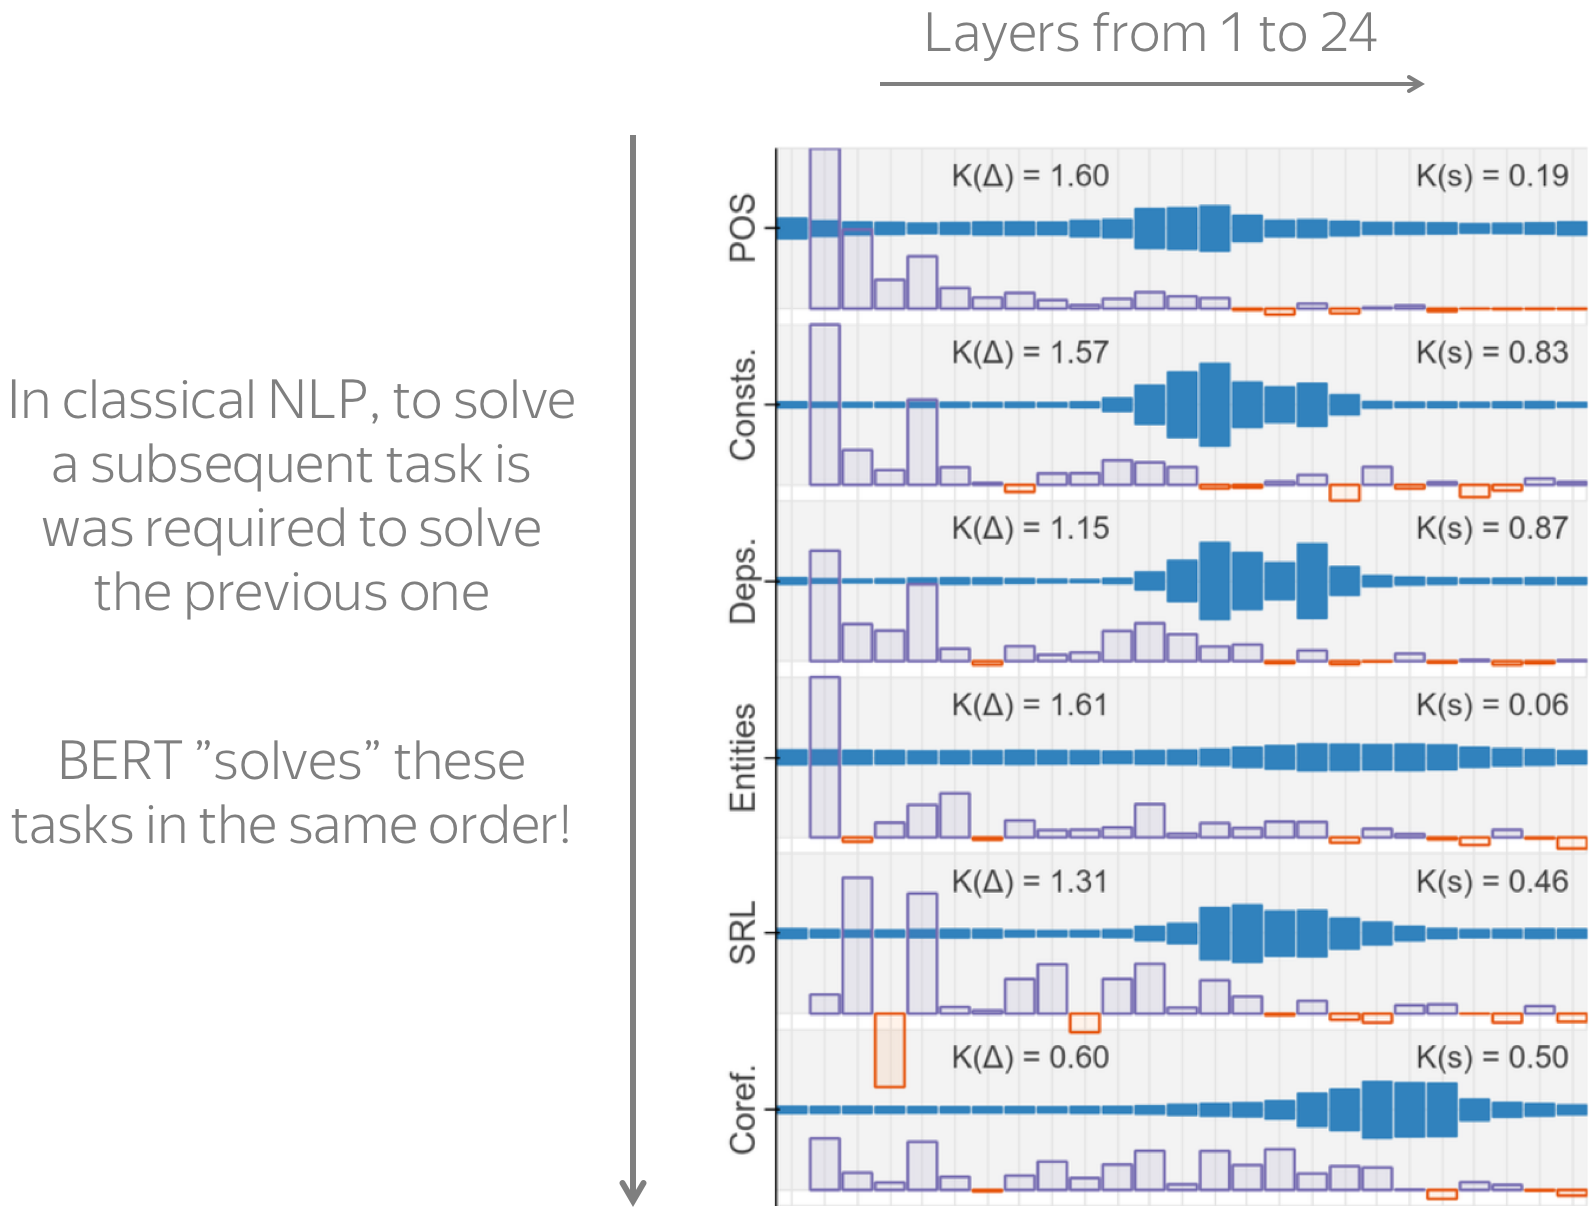 Layers from 1 to 24
In classical NLP, to solve
a subsequent task is
was required to solve
the previous one
BERT ”solves” these
tasks in the same order!
POS
K(Δ) = 1.60
K(s) = 0.19
Consts.
K(Δ) = 1.57
K(s) = 0.83
Deps.
K(Δ) = 1.15
K(s) = 0.87
Entities
K(Δ) = 1.61
K(s) = 0.06
SRL
K(Δ) = 1.31
K(s) = 0.46
Coref.
K(Δ) = 0.60
K(s) = 0.50